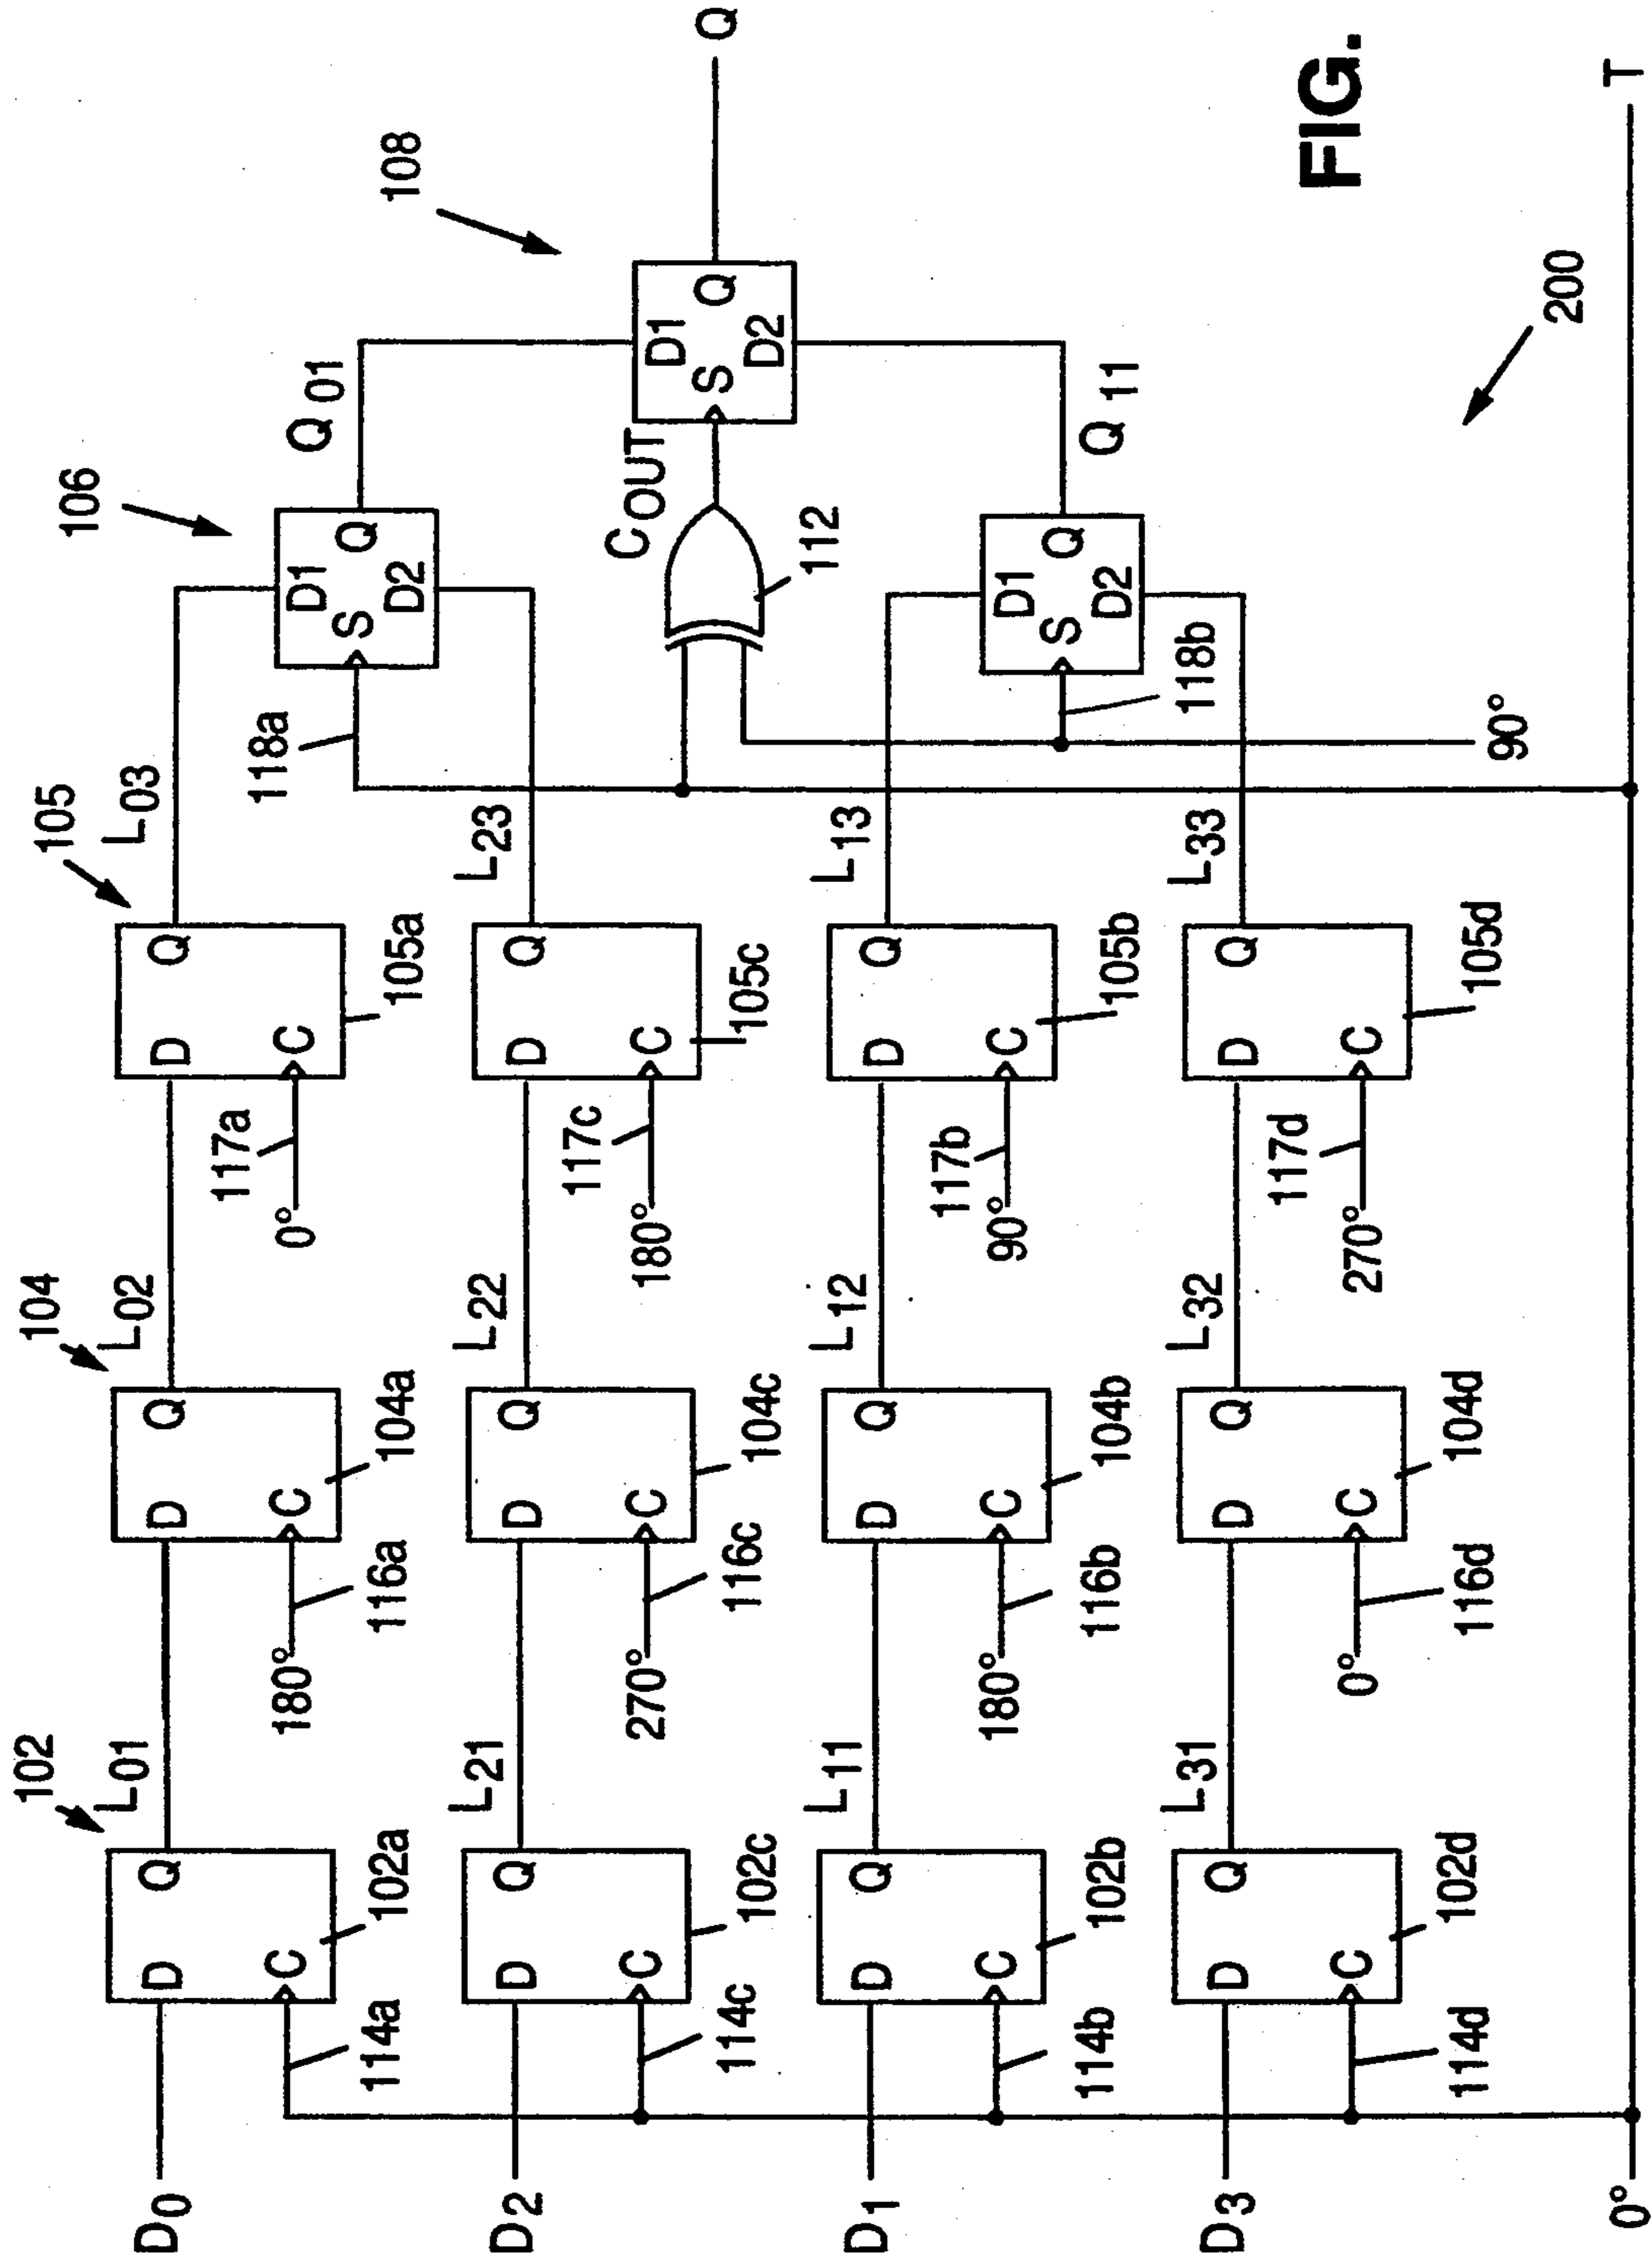 102
104
105
106
108
L01
L02
L03
D0
D
Q
C
102a
114a
D
Q
C
104a
180°
116a
D
Q
C
105a
0°
117a
118a
D1
S
Q
D2
Q01
D2
L21
L22
L23
D
Q
C
102c
114c
D
Q
C
104c
270°
116c
D
Q
C
105c
180°
117c
COUT
112
D1
S
Q
D2
Q
D1
L11
L12
L13
D
Q
C
102b
114b
D
Q
C
104b
180°
116b
D
Q
C
105b
90°
117b
118b
D1
S
Q
D2
Q11
D3
L31
L32
L33
D
Q
C
102d
114d
D
Q
C
104d
0°
116d
D
Q
C
105d
270°
117d
90°
200
FIG.
0°
T